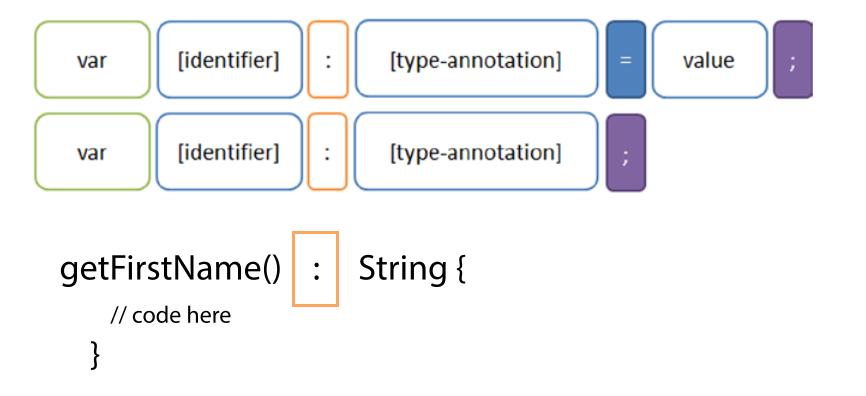 var [identifier] : [type-annotation] = value ;
var [identifier] : [type-annotation] ;
getFirstName() : String {
// code here
}